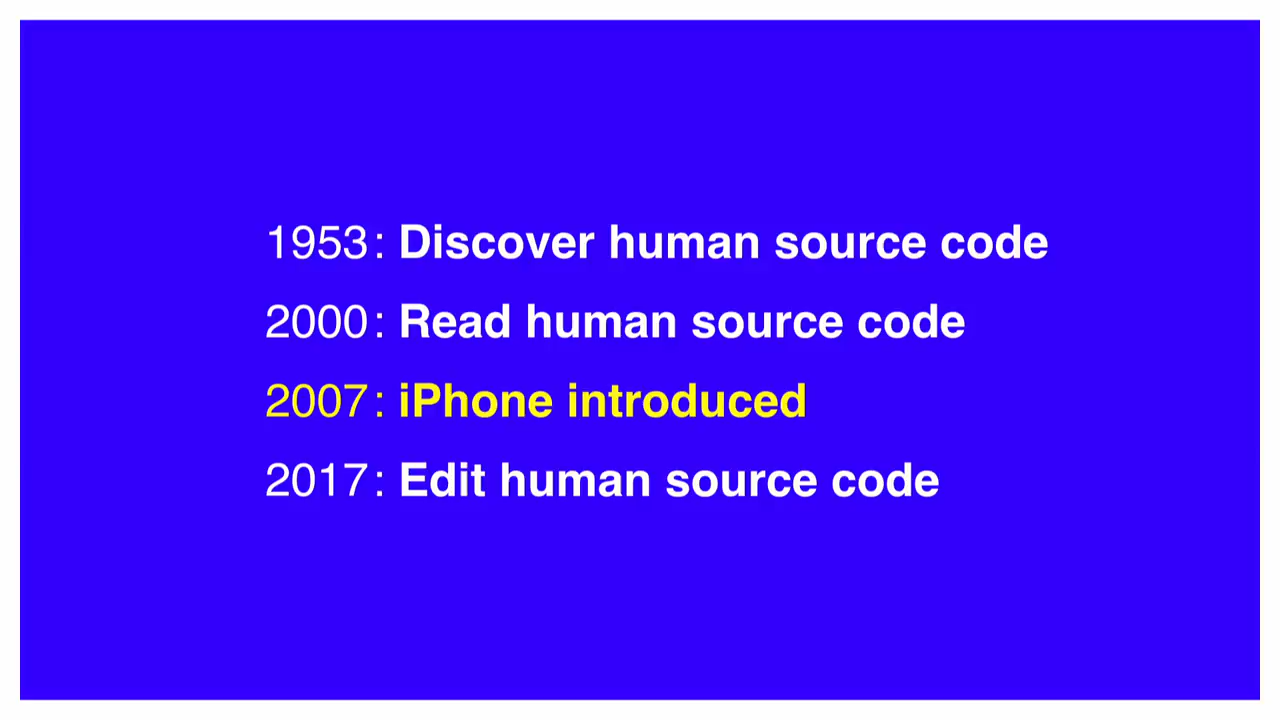 1953: Discover human source code
2000: Read human source code
2007: iPhone introduced
2017: Edit human source code